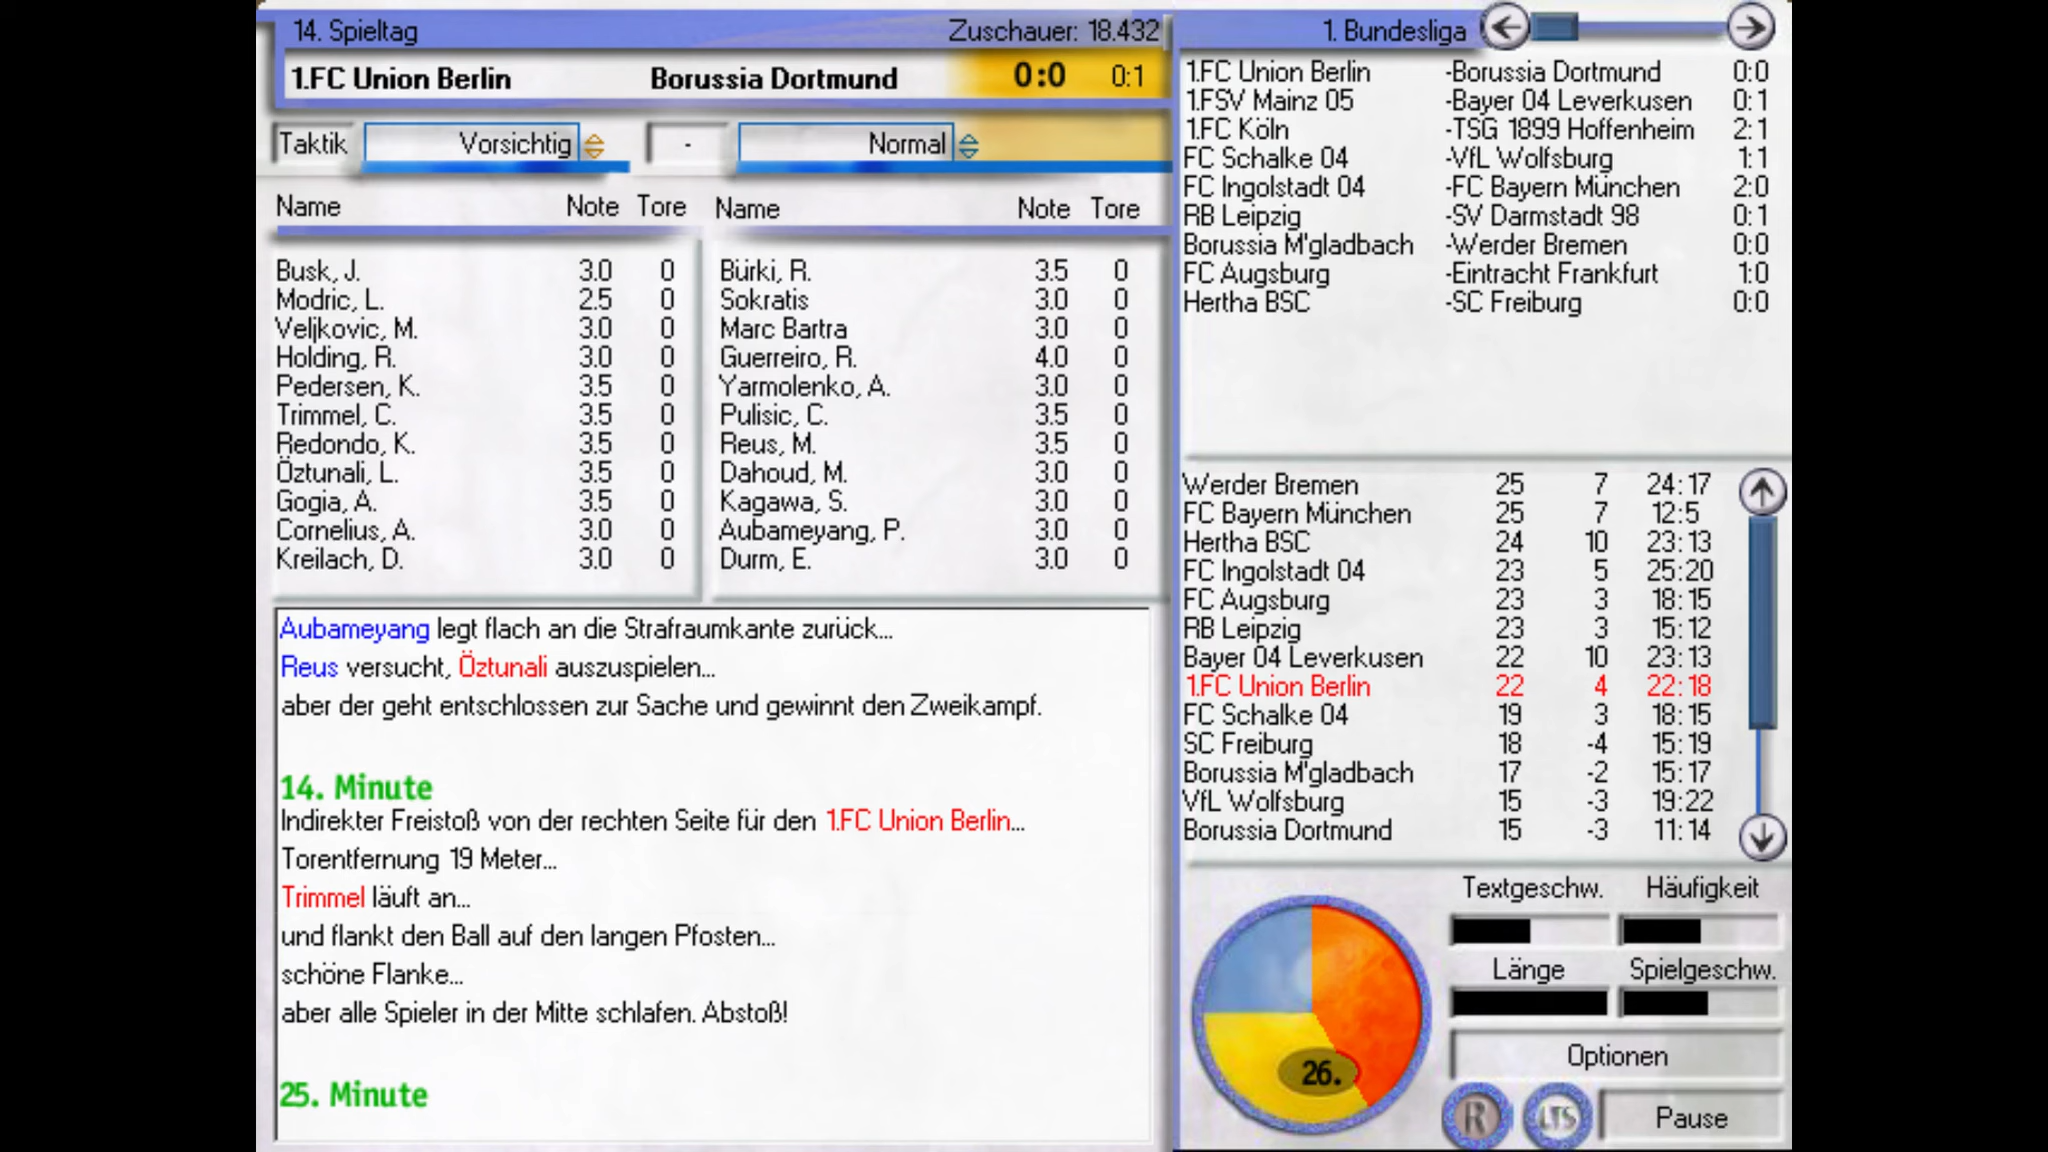 14. Spieltag Zuschauer: 18.432
1.FC Union Berlin Borussia Dortmund 0:0 0:1
Taktik Vorsichtig - Normal
Name Note Tore Name Note Tore
Busk, J. 3.0 0 Bürki, R. 3.5 0
Modric, L. 2.5 0 Sokratis 3.0 0
Veljkovic, M. 3.0 0 Marc Bartra 3.0 0
Holding, R. 3.0 0 Guerreiro, R. 4.0 0
Pedersen, K. 3.5 0 Yarmolenko, A. 3.0 0
Trimmel, C. 3.5 0 Pulisic, C. 3.5 0
Redondo, K. 3.5 0 Reus, M. 3.5 0
Öztunali, L. 3.5 0 Dahoud, M. 3.0 0
Gogia, A. 3.5 0 Kagawa, S. 3.0 0
Cornelius, A. 3.0 0 Aubameyang, P. 3.0 0
Kreilach, D. 3.0 0 Durm, E. 3.0 0
Aubameyang legt flach an die Strafraumkante zurück...
Reus versucht, Öztunali auszuspielen...
aber der geht entschlossen zur Sache und gewinnt den Zweikampf.
14. Minute
Indirekter Freistoß von der rechten Seite für den 1.FC Union Berlin...
Torentfernung 19 Meter...
Trimmel läuft an...
und flankt den Ball auf den langen Pfosten...
schöne Flanke...
aber alle Spieler in der Mitte schlafen. Abstoß!
25. Minute
1. Bundesliga
1.FC Union Berlin -Borussia Dortmund 0:0
1.FSV Mainz 05 -Bayer 04 Leverkusen 0:1
1.FC Köln -TSG 1899 Hoffenheim 2:1
FC Schalke 04 -VfL Wolfsburg 1:1
FC Ingolstadt 04 -FC Bayern München 2:0
RB Leipzig -SV Darmstadt 98 0:1
Borussia M'gladbach -Werder Bremen 0:0
FC Augsburg -Eintracht Frankfurt 1:0
Hertha BSC -SC Freiburg 0:0
Werder Bremen 25 7 24:17
FC Bayern München 25 7 12:5
Hertha BSC 24 10 23:13
FC Ingolstadt 04 23 5 25:20
FC Augsburg 23 3 18:15
RB Leipzig 23 3 15:12
Bayer 04 Leverkusen 22 10 23:13
1.FC Union Berlin 22 4 22:18
FC Schalke 04 19 3 18:15
SC Freiburg 18 -4 15:19
Borussia M'gladbach 17 -2 15:17
VfL Wolfsburg 15 -3 19:22
Borussia Dortmund 15 -3 11:14
Textgeschw. Häufigkeit
Länge Spielgeschw.
26.
Optionen
R LTS Pause